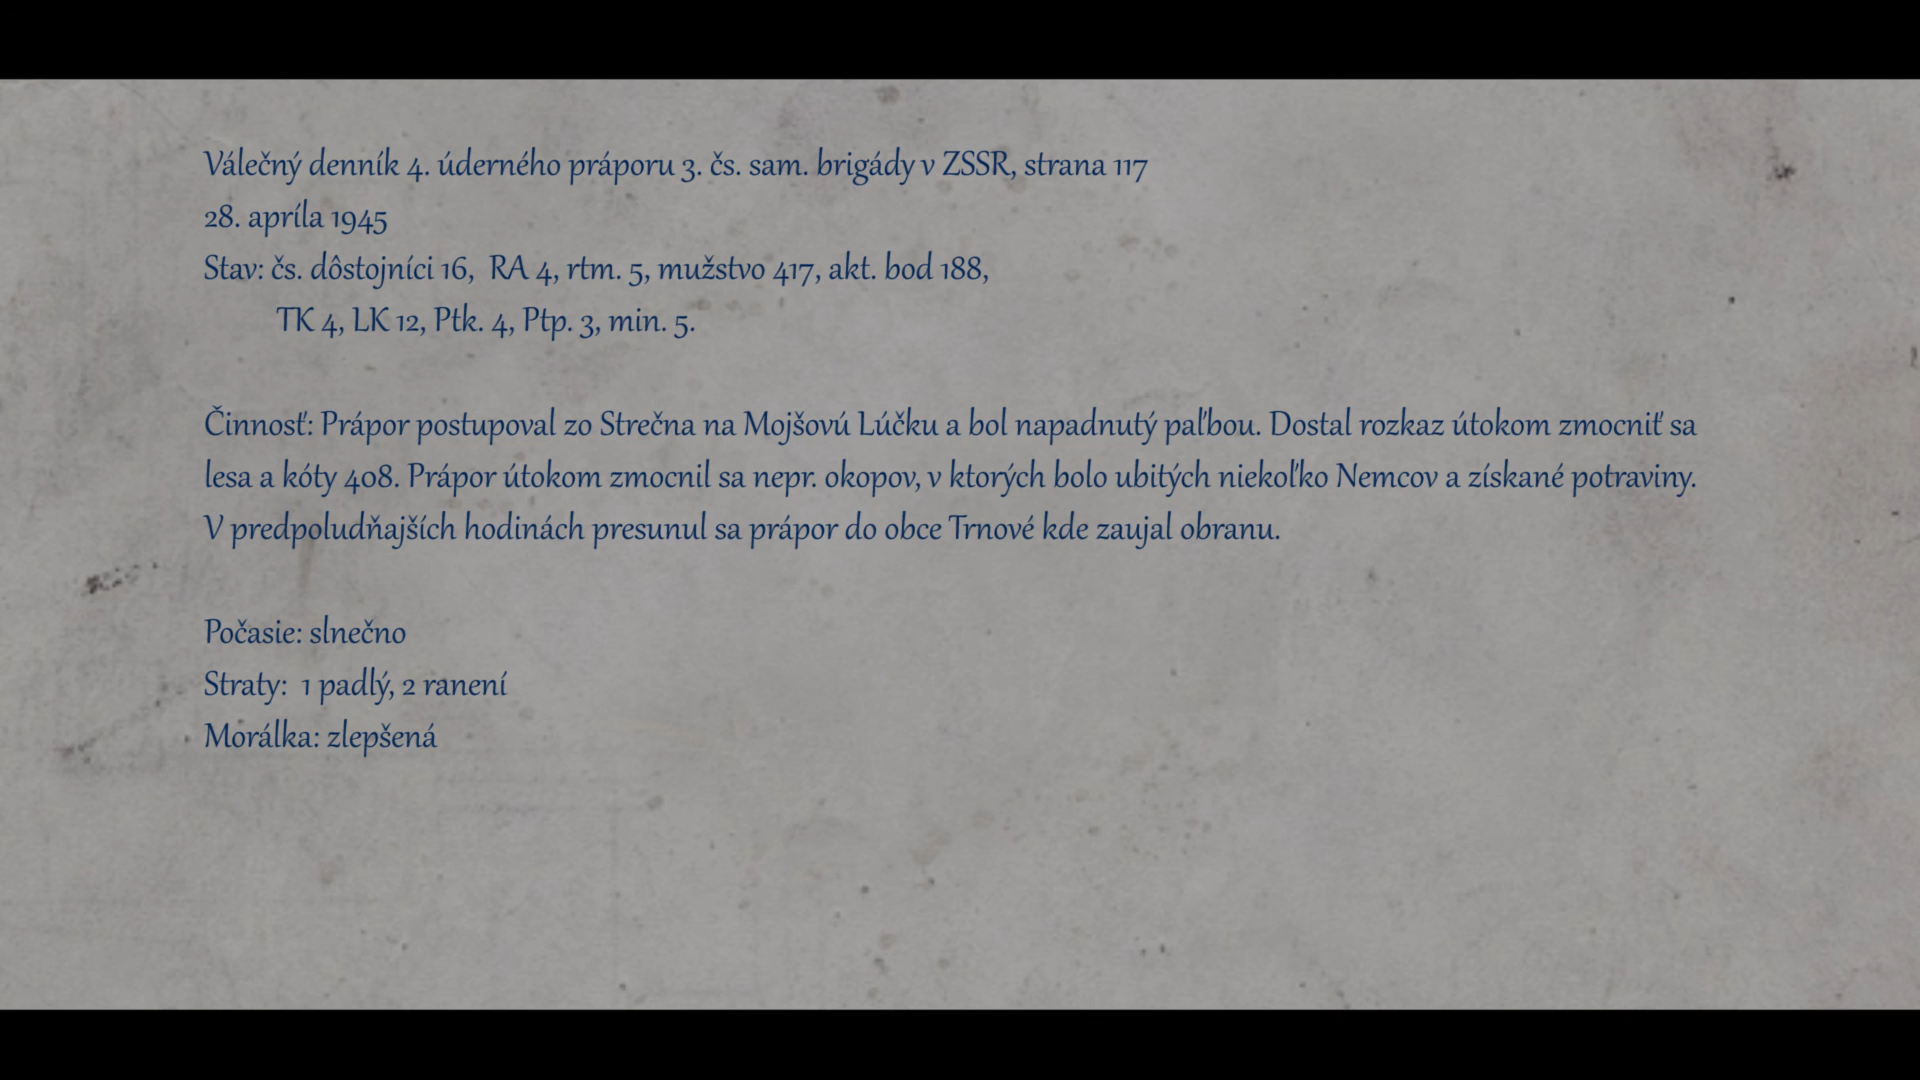 Válečný denník 4. úderného práporu 3. čs. sam. brigády v ZSSR, strana 117
28. apríla 1945
Stav: čs. dôstojníci 16, RA 4, rtm. 5, mužstvo 417, akt. bod 188,
TK 4, LK 12, Ptk. 4, Ptp. 3, min. 5.
Činnosť: Prápor postupoval zo Strečna na Mojšovú Lúčku a bol napadnutý paľbou. Dostal rozkaz útokom zmocniť sa
lesa a kóty 408. Prápor útokom zmocnil sa nepr. okopov, v ktorých bolo ubitých niekoľko Nemcov a získané potraviny.
V predpoludňajších hodinách presunul sa prápor do obce Trnové kde zaujal obranu.
Počasie: slnečno
Straty: 1 padlý, 2 ranení
Morálka: zlepšená